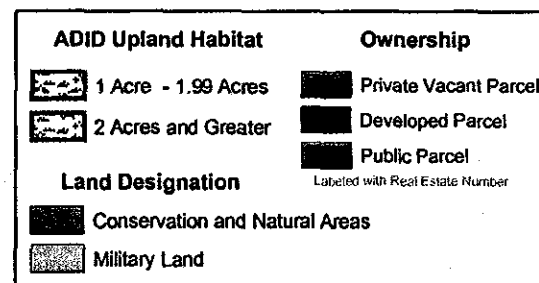 ADID Upland Habitat
1 Acre - 1.99 Acres
2 Acres and Greater
Land Designation
Conservation and Natural Areas
Military Land
Ownership
Private Vacant Parcel
Developed Parcel
Public Parcel
Labeled with Real Estate Number